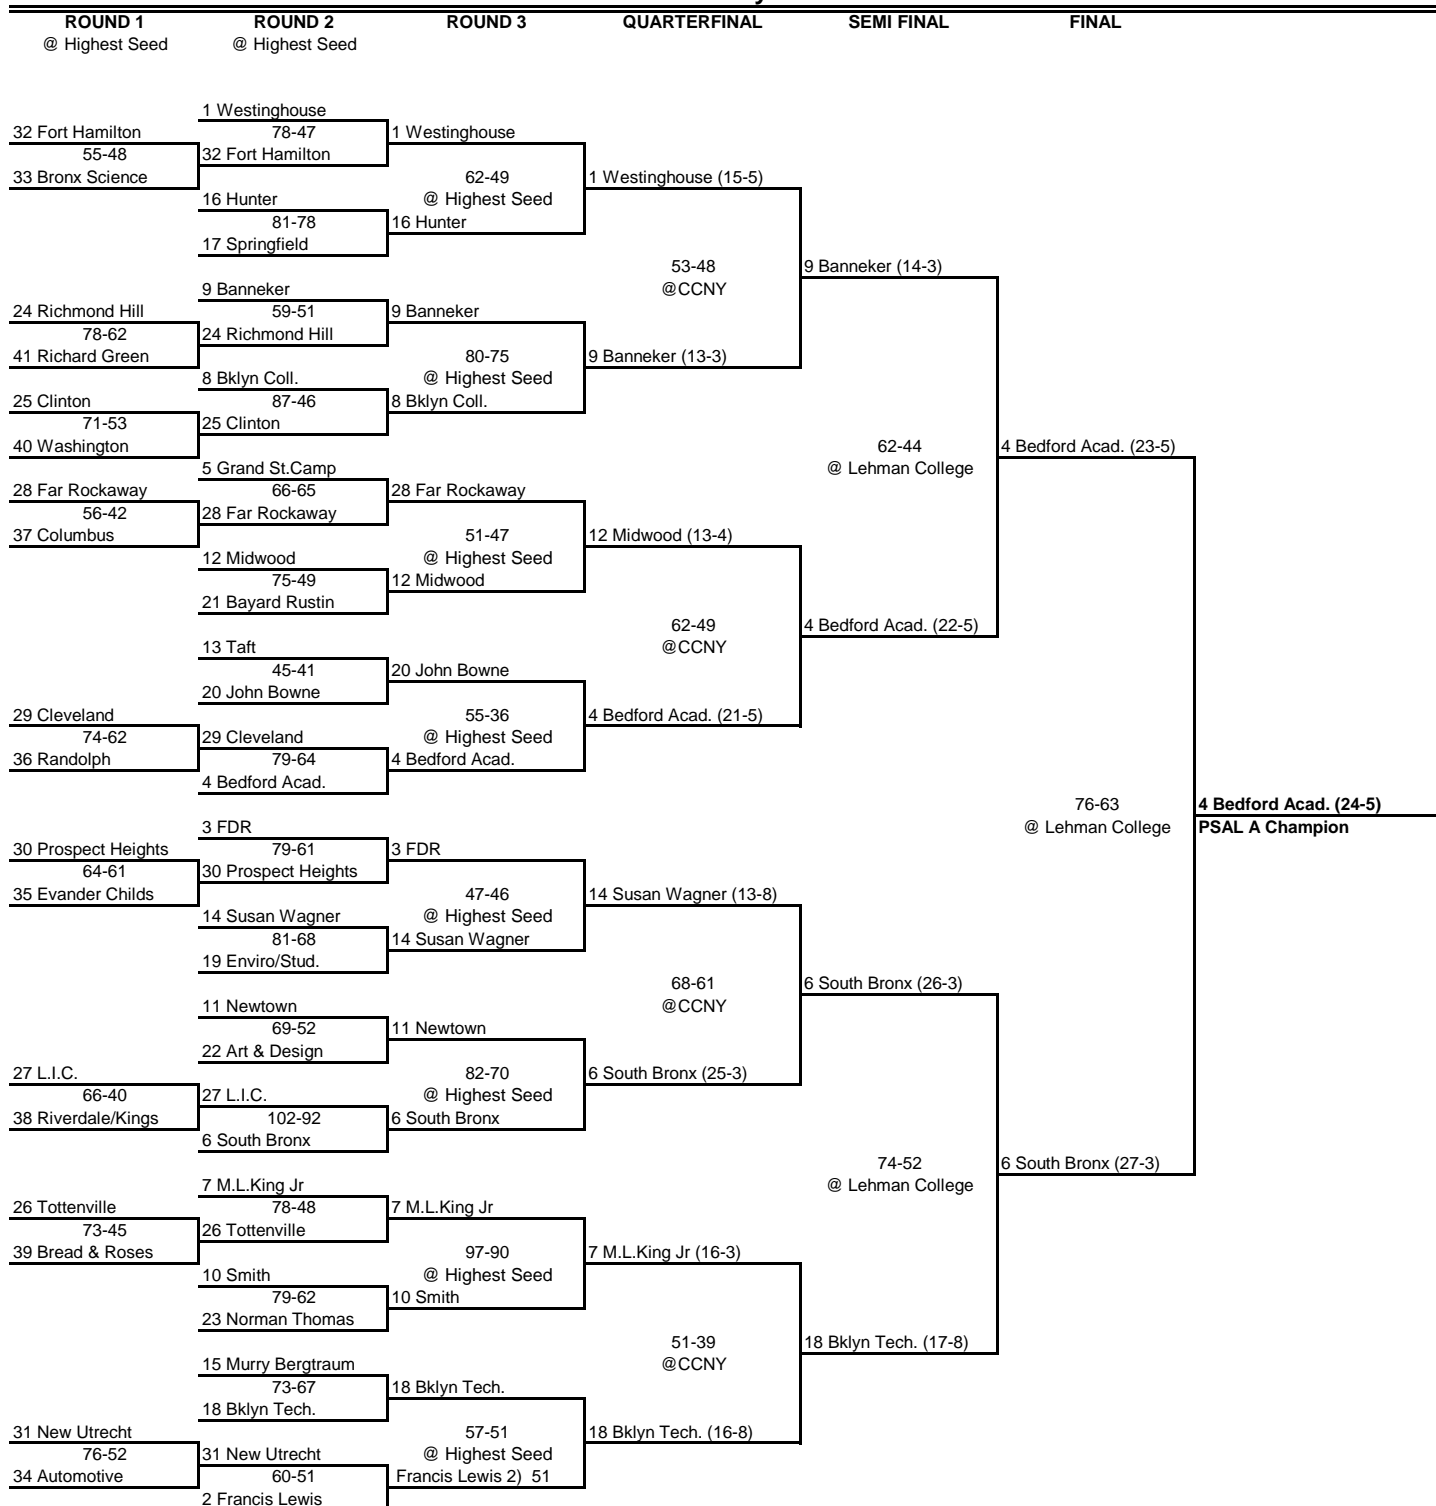 ROUND 1 ROUND 2 ROUND 3 QUARTERFINAL SEMI FINAL FINAL
@ Highest Seed @ Highest Seed
1 Westinghouse
32 Fort Hamilton 78-47 1 Westinghouse
55-48 32 Fort Hamilton
33 Bronx Science 62-49 1 Westinghouse (15-5)
16 Hunter @ Highest Seed
81-78 16 Hunter
17 Springfield
53-48 9 Banneker (14-3)
9 Banneker @CCNY
24 Richmond Hill 59-51 9 Banneker
78-62 24 Richmond Hill
41 Richard Green 80-75 9 Banneker (13-3)
8 Bklyn Coll. @ Highest Seed
25 Clinton 87-46 8 Bklyn Coll.
71-53 25 Clinton
40 Washington 62-44 4 Bedford Acad. (23-5)
5 Grand St.Camp @ Lehman College
28 Far Rockaway 66-65 28 Far Rockaway
56-42 28 Far Rockaway
37 Columbus 51-47 12 Midwood (13-4)
12 Midwood @ Highest Seed
75-49 12 Midwood
21 Bayard Rustin
62-49 4 Bedford Acad. (22-5)
13 Taft @CCNY
45-41 20 John Bowne
20 John Bowne
29 Cleveland 55-36 4 Bedford Acad. (21-5)
74-62 29 Cleveland @ Highest Seed
36 Randolph 79-64 4 Bedford Acad.
4 Bedford Acad.
76-63 4 Bedford Acad. (24-5)
3 FDR @ Lehman College PSAL A Champion
30 Prospect Heights 79-61 3 FDR
64-61 30 Prospect Heights
35 Evander Childs 47-46 14 Susan Wagner (13-8)
14 Susan Wagner @ Highest Seed
81-68 14 Susan Wagner
19 Enviro/Stud.
68-61 6 South Bronx (26-3)
11 Newtown @CCNY
69-52 11 Newtown
22 Art & Design
27 L.I.C. 82-70 6 South Bronx (25-3)
66-40 27 L.I.C. @ Highest Seed
38 Riverdale/Kings 102-92 6 South Bronx
6 South Bronx
74-52 6 South Bronx (27-3)
7 M.L.King Jr @ Lehman College
26 Tottenville 78-48 7 M.L.King Jr
73-45 26 Tottenville
39 Bread & Roses 97-90 7 M.L.King Jr (16-3)
10 Smith @ Highest Seed
79-62 10 Smith
23 Norman Thomas
51-39 18 Bklyn Tech. (17-8)
15 Murry Bergtraum @CCNY
73-67 18 Bklyn Tech.
18 Bklyn Tech.
31 New Utrecht 57-51 18 Bklyn Tech. (16-8)
76-52 31 New Utrecht @ Highest Seed
34 Automotive 60-51 Francis Lewis 2) 51
2 Francis Lewis